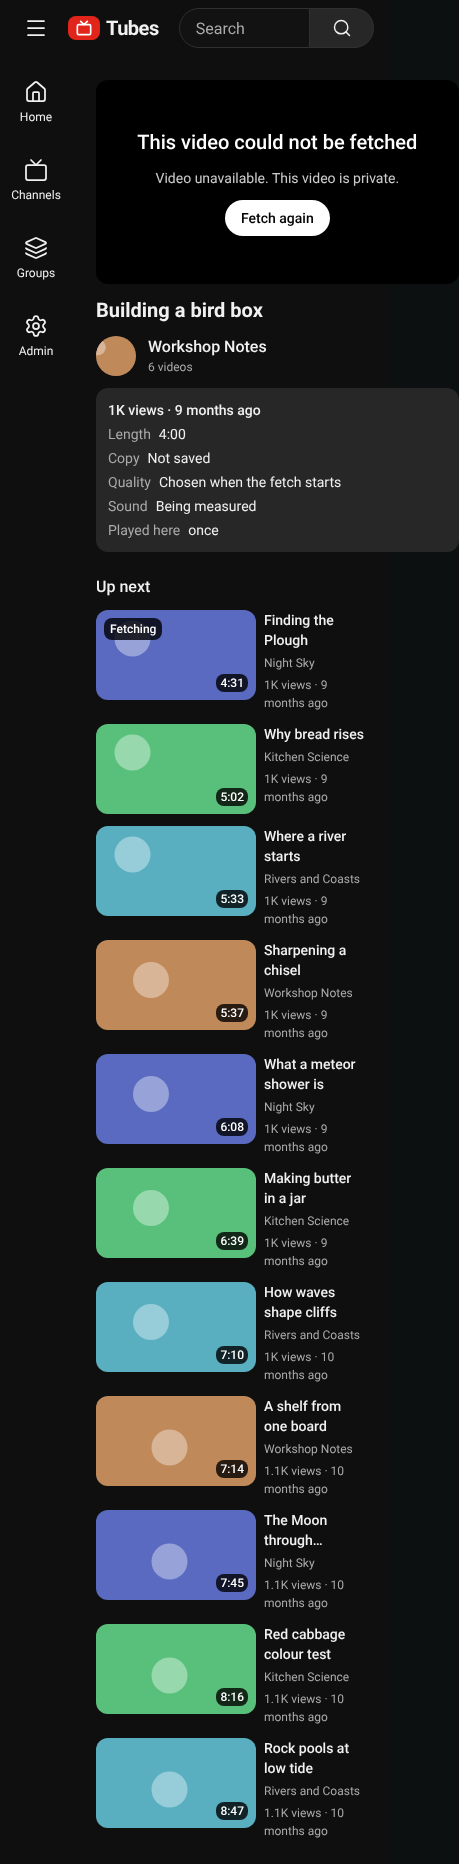 Tubes
Search
Home
Channels
Groups
Admin
This video could not be fetched
Video unavailable. This video is private.
Fetch again
Building a bird box
Workshop Notes
6 videos
1K views · 9 months ago
Length 4:00
Copy Not saved
Quality Chosen when the fetch starts
Sound Being measured
Played here once
Up next
Fetching
4:31
Finding the
Plough
Night Sky
1K views · 9
months ago
5:02
Why bread rises
Kitchen Science
1K views · 9
months ago
5:33
Where a river
starts
Rivers and Coasts
1K views · 9
months ago
5:37
Sharpening a
chisel
Workshop Notes
1K views · 9
months ago
6:08
What a meteor
shower is
Night Sky
1K views · 9
months ago
6:39
Making butter
in a jar
Kitchen Science
1K views · 9
months ago
7:10
How waves
shape cliffs
Rivers and Coasts
1K views · 10
months ago
7:14
A shelf from
one board
Workshop Notes
1.1K views · 10
months ago
7:45
The Moon
through...
Night Sky
1.1K views · 10
months ago
8:16
Red cabbage
colour test
Kitchen Science
1.1K views · 10
months ago
8:47
Rock pools at
low tide
Rivers and Coasts
1.1K views · 10
months ago